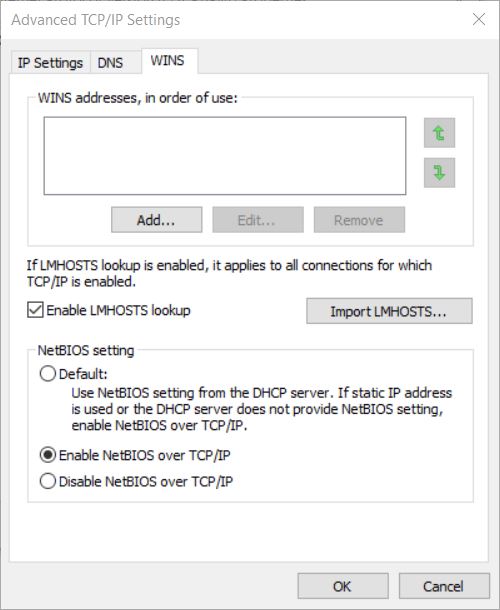 Advanced TCP/IP Settings
IP Settings DNS WINS
WINS addresses, in order of use:
Add... Edit... Remove
If LMHOSTS lookup is enabled, it applies to all connections for which
TCP/IP is enabled.
Enable LMHOSTS lookup Import LMHOSTS...
NetBIOS setting
Default:
Use NetBIOS setting from the DHCP server. If static IP address
is used or the DHCP server does not provide NetBIOS setting,
enable NetBIOS over TCP/IP.
Enable NetBIOS over TCP/IP
Disable NetBIOS over TCP/IP
OK Cancel